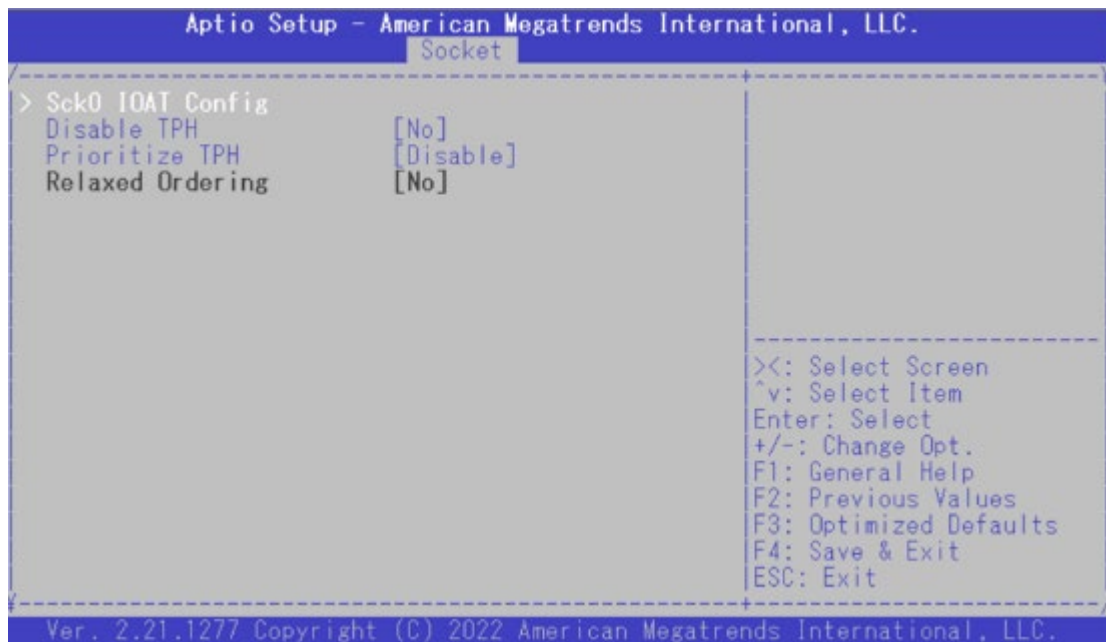 Aptio Setup - American Megatrends International, LLC.
Socket
> Sck0 IOAT Config
Disable TPH [No]
Prioritize TPH [Disable]
Relaxed Ordering [No]
><: Select Screen
^v: Select Item
Enter: Select
+/-: Change Opt.
F1: General Help
F2: Previous Values
F3: Optimized Defaults
F4: Save & Exit
ESC: Exit
Ver. 2.21.1277 Copyright (C) 2022 American Megatrends International, LLC.